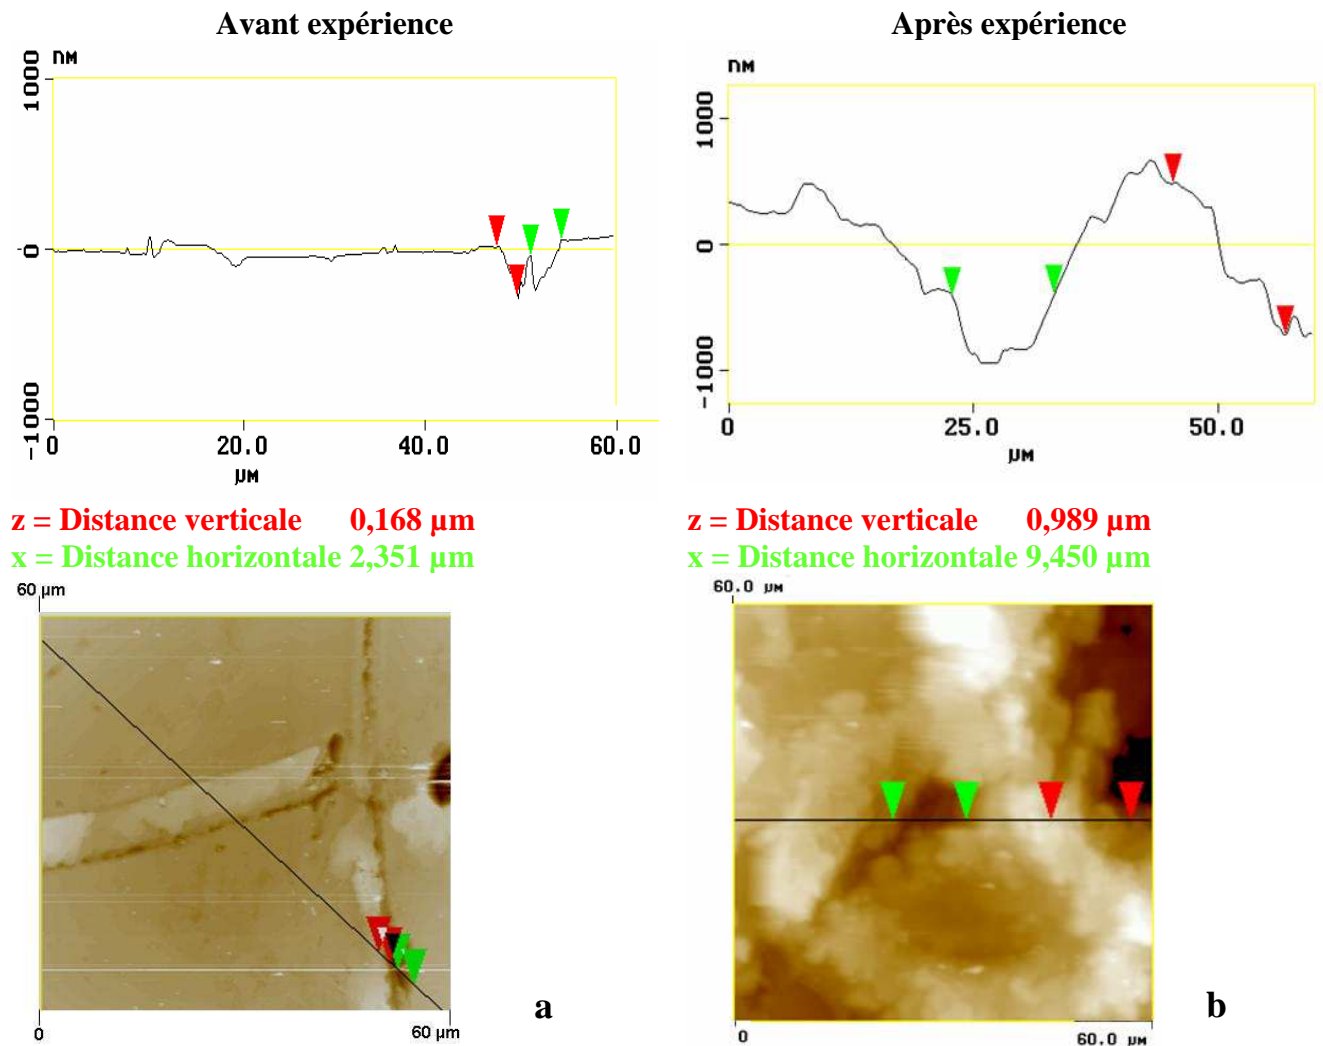 Avant expérience
Après expérience
nM
1000
0
-1000
0
20.0
40.0
60.0
µM
nM
1000
0
-1000
0
25.0
50.0
µM
z = Distance verticale 0,168 µm
x = Distance horizontale 2,351 µm
z = Distance verticale 0,989 µm
x = Distance horizontale 9,450 µm
60 µm
0
60 µm
a
60.0 µM
0
60.0 µM
b